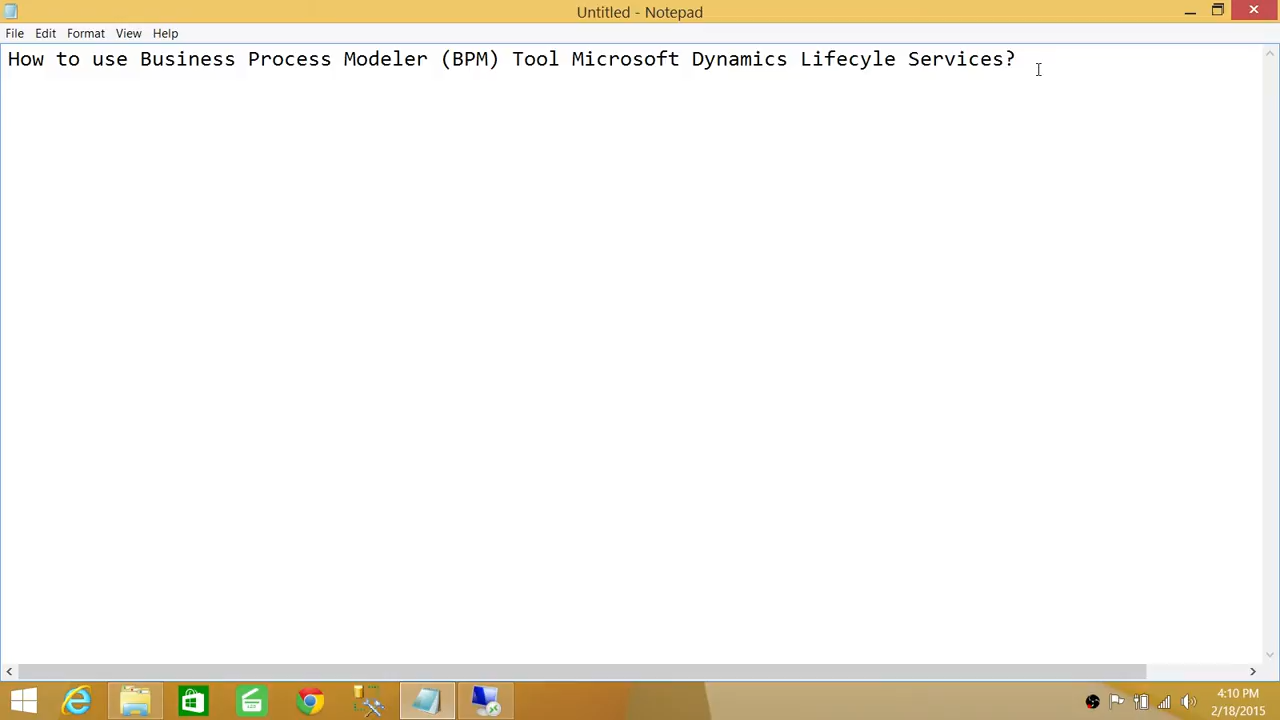 Untitled - Notepad
File Edit Format View Help
How to use Business Process Modeler (BPM) Tool Microsoft Dynamics Lifecyle Services?
4:10 PM
2/18/2015